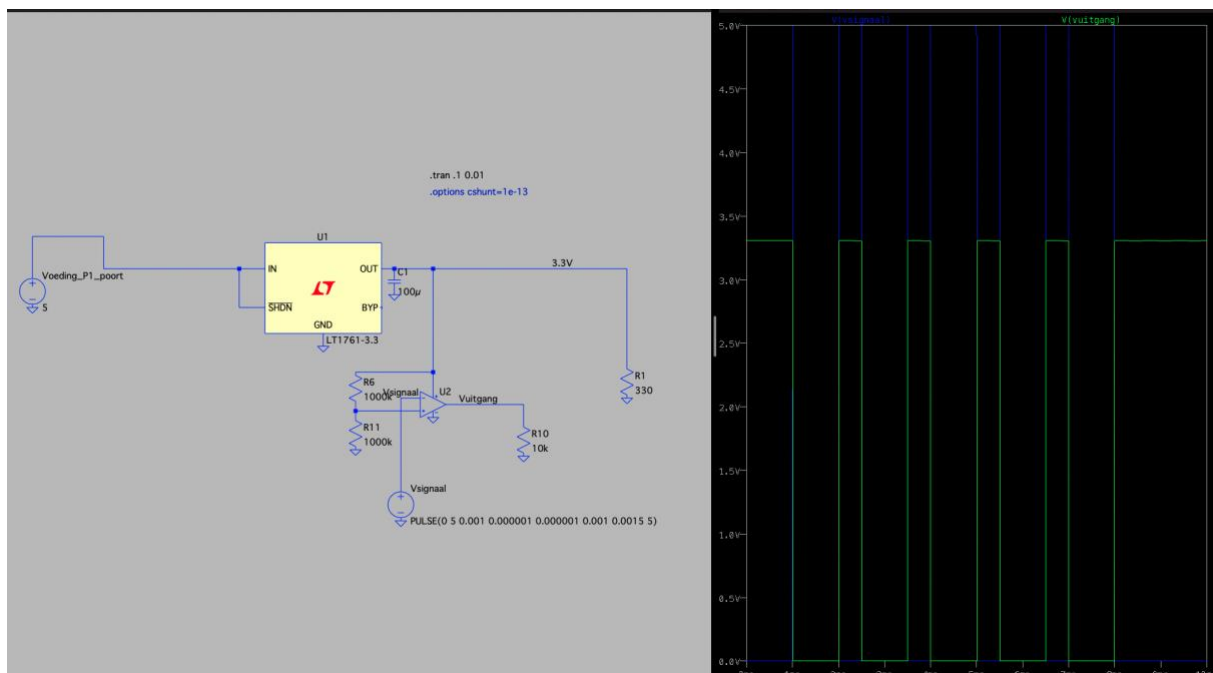 .tran .1 0.01
.options cshunt=1e-13
U1
Voeding_P1_poort
5
IN
OUT
SHDN
BYP
GND
LT1761-3.3
C1
100µ
3.3V
R1
330
R6
1000k
Vsignaal
U2
Vuitgang
R11
1000k
R10
10k
Vsignaal
PULSE(0 5 0.001 0.000001 0.000001 0.001 0.0015 5)
V(vsignaal)
V(vuitgang)
5.0V
4.5V
4.0V
3.5V
3.0V
2.5V
2.0V
1.5V
1.0V
0.5V
0.0V